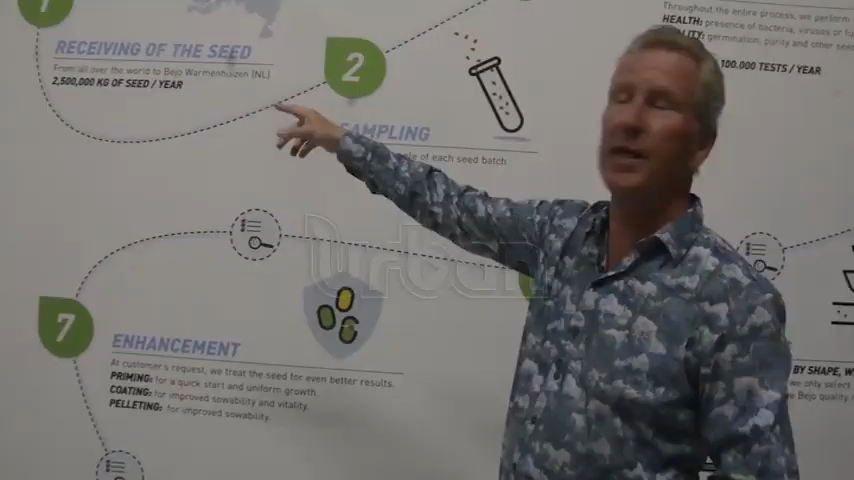 1
RECEIVING OF THE SEED
From all over the world to Bejo Warmenhuizen (NL)
2,500,000 KG OF SEED / YEAR
2
SAMPLING
of each seed batch.
Throughout the entire process, we perform
HEALTH: presence of bacteria, viruses or
germination, purity and other seed
100.000 TESTS / YEAR
Urban
7
ENHANCEMENT
At customer's request, we treat the seed for even better results.
PRIMING: for a quick start and uniform growth.
COATING: for improved sowability and vitality.
PELLETING: for improved sowability.
BY SHAPE,
we only select
Bejo quality